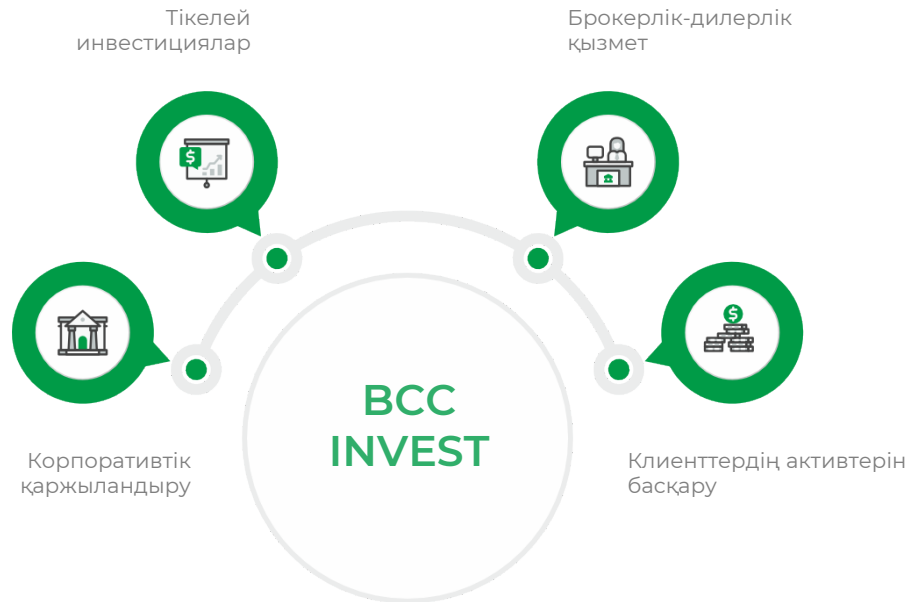 Тікелей
инвестициялар
Брокерлік-дилерлік
қызмет
BCC
INVEST
Корпоративтік
қаржыландыру
Клиенттердің активтерін
басқару